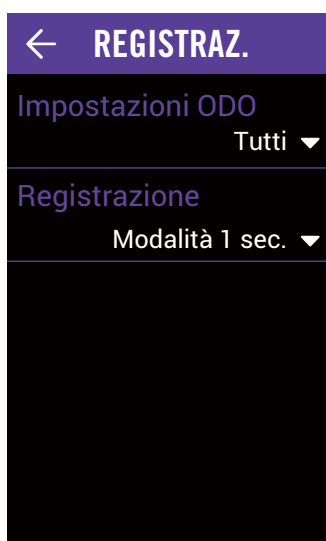 REGISTRAZ.
Impostazioni ODO
Tutti
Registrazione
Modalità 1 sec.